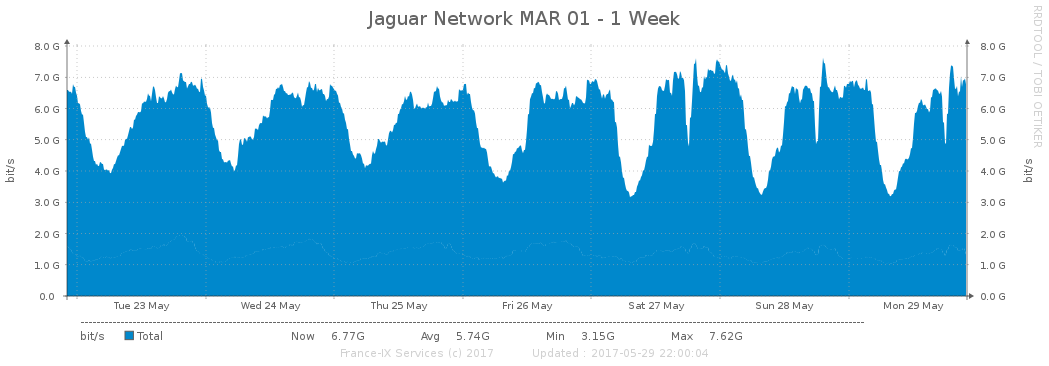 Jaguar Network MAR 01 - 1 Week
RRDTOOL / TOBI OETIKER
bit/s
bit/s
8.0 G 8.0 G
7.0 G 7.0 G
6.0 G 6.0 G
5.0 G 5.0 G
4.0 G 4.0 G
3.0 G 3.0 G
2.0 G 2.0 G
1.0 G 1.0 G
0.0 0.0 G
Tue 23 May Wed 24 May Thu 25 May Fri 26 May Sat 27 May Sun 28 May Mon 29 May
bit/s Total Now 6.77G Avg 5.74G Min 3.15G Max 7.62G
France-IX Services (c) 2017 Updated : 2017-05-29 22:00:04